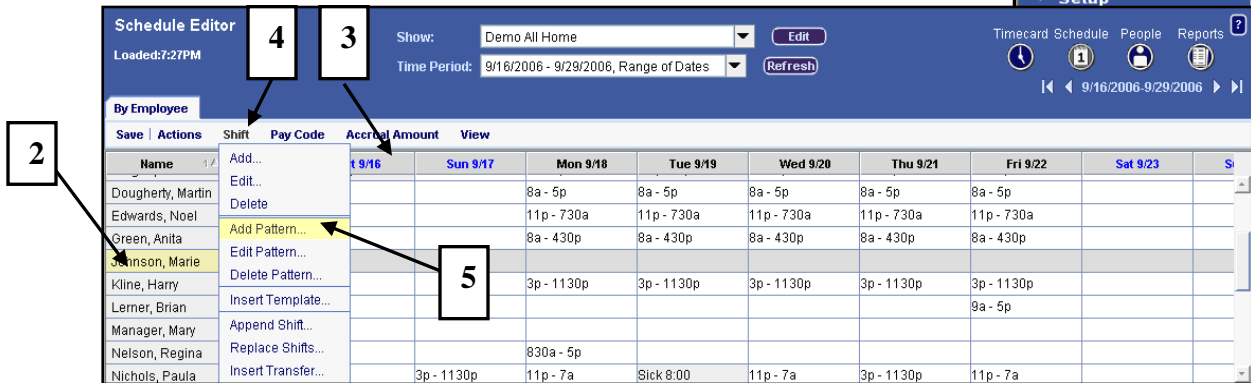 Setup
Schedule Editor
Loaded:7:27PM
4
3
Show: Demo All Home Edit
Time Period: 9/16/2006 - 9/29/2006, Range of Dates Refresh
Timecard Schedule People Reports ?
1
9/16/2006-9/29/2006
By Employee
Save | Actions Shift Pay Code Accrual Amount View
2
Name 9/16 Sun 9/17 Mon 9/18 Tue 9/19 Wed 9/20 Thu 9/21 Fri 9/22 Sat 9/23
Add...
Edit...
Delete
Add Pattern...
Edit Pattern...
Delete Pattern...
Insert Template...
Append Shift...
Replace Shifts...
Insert Transfer...
5
Dougherty, Martin 8a - 5p 8a - 5p 8a - 5p 8a - 5p 8a - 5p
Edwards, Noel 11p - 730a 11p - 730a 11p - 730a 11p - 730a 11p - 730a
Green, Anita 8a - 430p 8a - 430p 8a - 430p 8a - 430p 8a - 430p
Johnson, Marie
Kline, Harry 3p - 1130p 3p - 1130p 3p - 1130p 3p - 1130p 3p - 1130p
Lerner, Brian 9a - 5p
Manager, Mary
Nelson, Regina 830a - 5p
Nichols, Paula 3p - 1130p 11p - 7a Sick 8:00 11p - 7a 3p - 1130p 11p - 7a